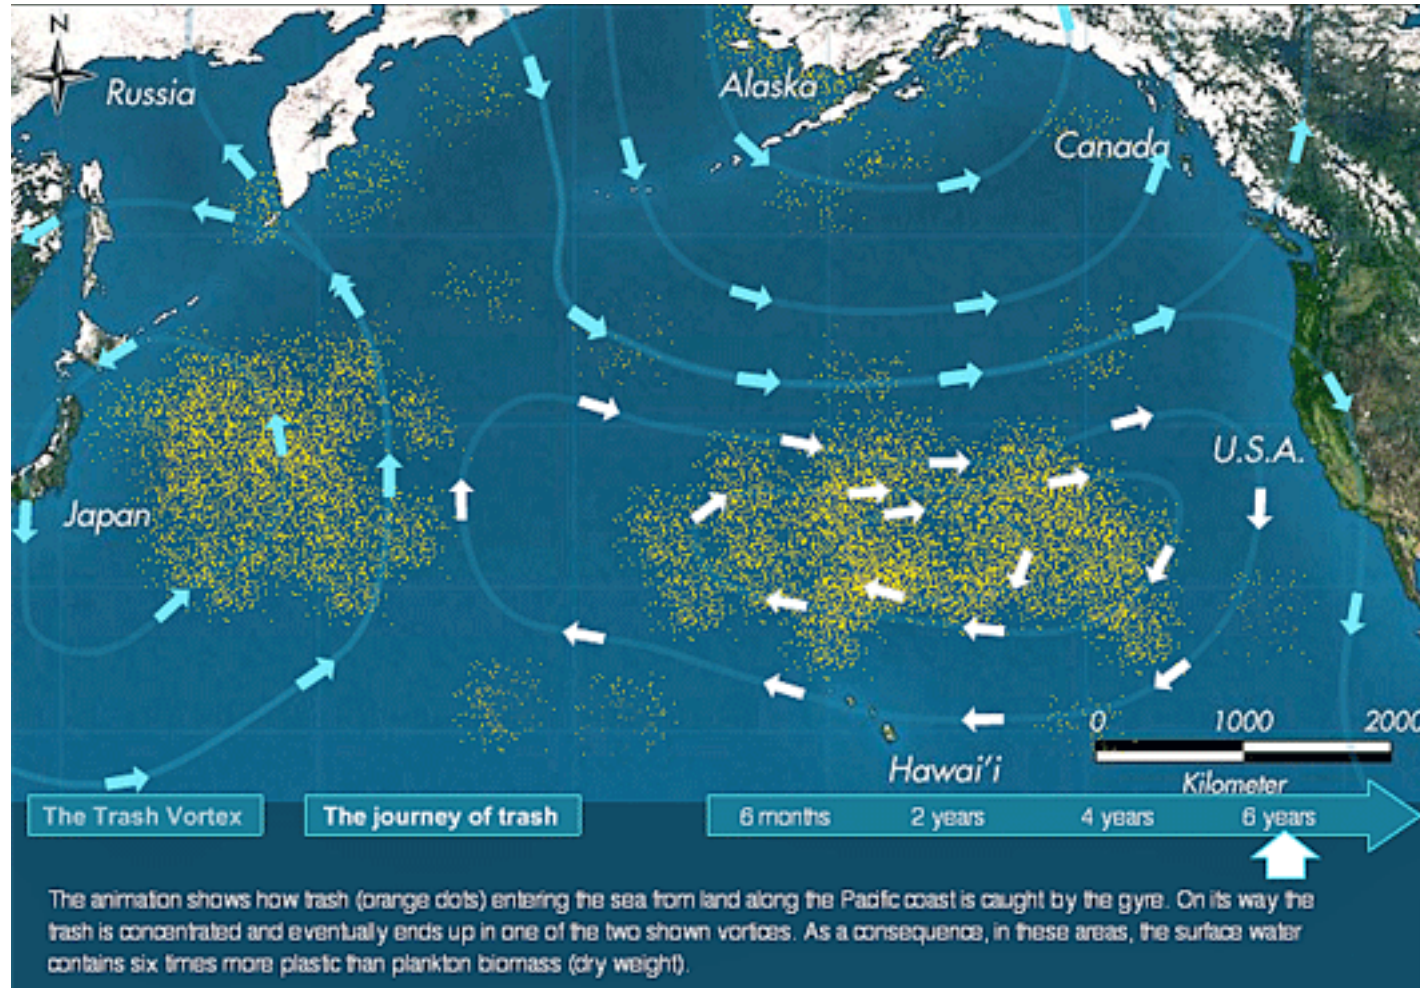 N
Russia
Alaska
Canada
U.S.A.
Japan
0 1000 2000
Hawai'i
Kilometer
The Trash Vortex
The journey of trash
6 months 2 years 4 years 6 years
The animation shows how trash (orange dots) entering the sea from land along the Pacific coast is caught by the gyre. On its way the
trash is concentrated and eventually ends up in one of the two shown vortices. As a consequence, in these areas, the surface water
contains six times more plastic than plankton biomass (dry weight).